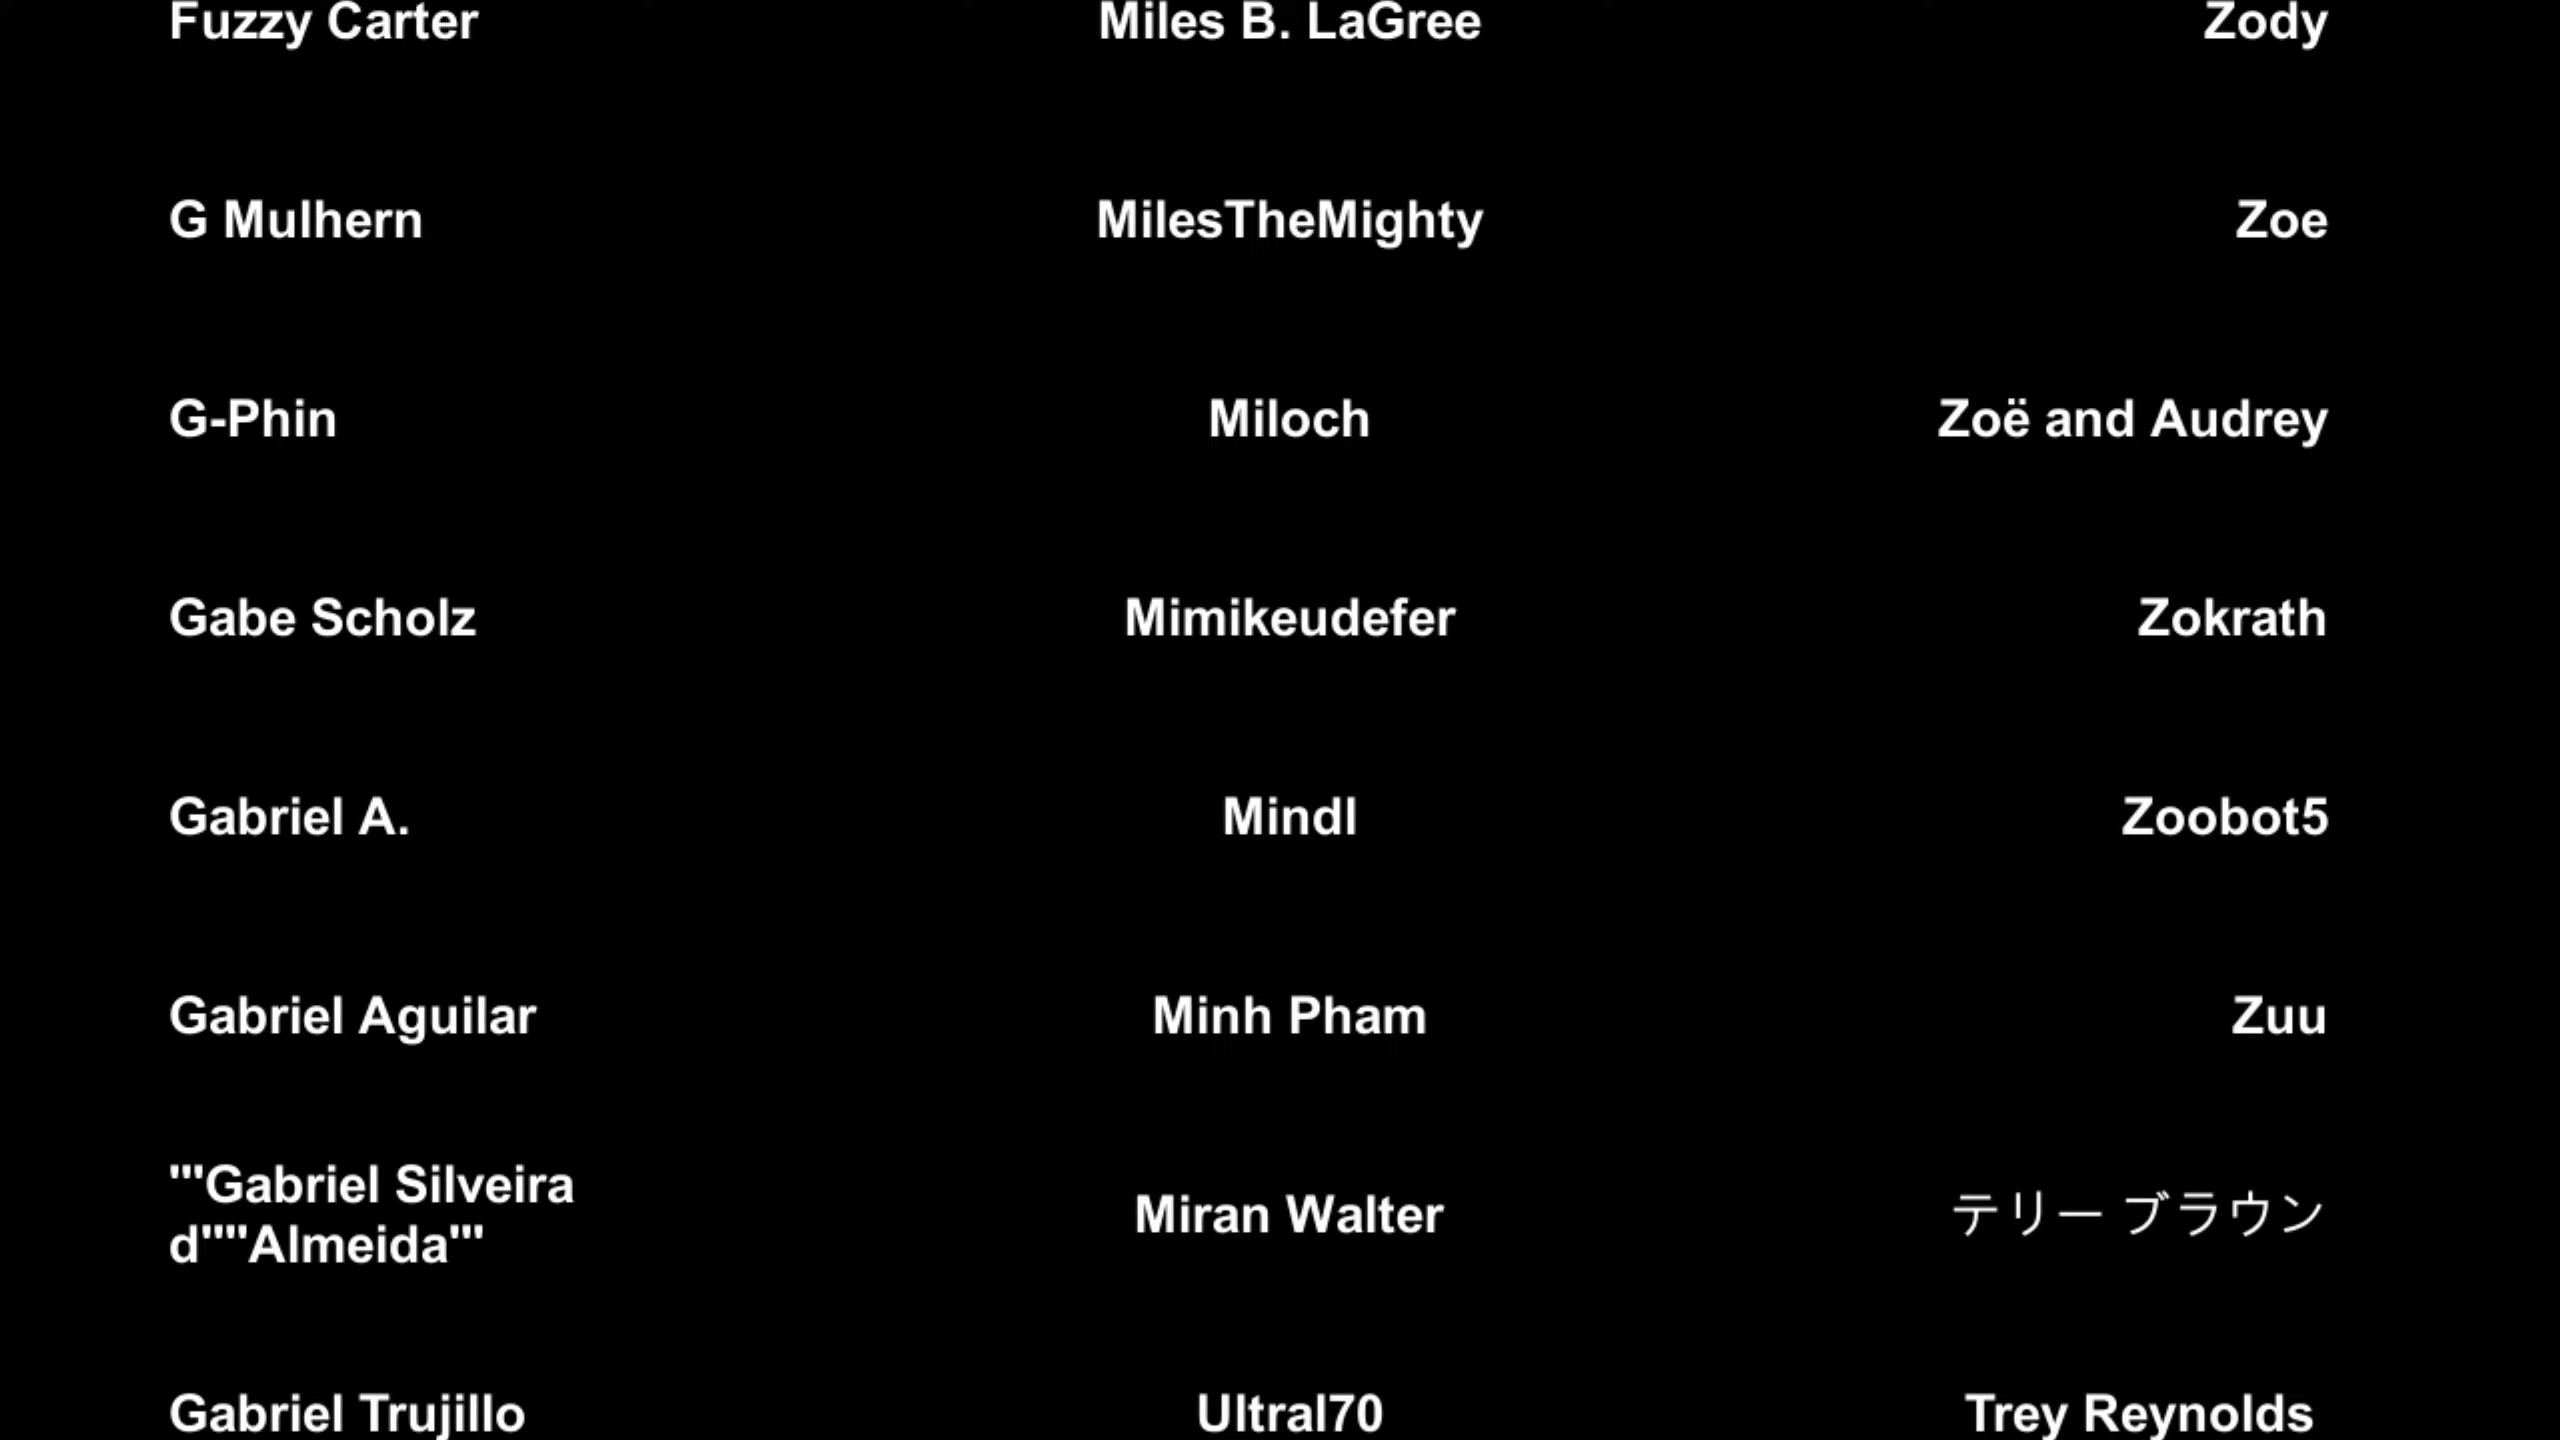 Fuzzy Carter
Miles B. LaGree
Zody
G Mulhern
MilesTheMighty
Zoe
G-Phin
Miloch
Zoë and Audrey
Gabe Scholz
Mimikeudefer
Zokrath
Gabriel A.
Mindl
Zoobot5
Gabriel Aguilar
Minh Pham
Zuu
'''Gabriel Silveira
d''''Almeida'''
Miran Walter
テリー ブラウン
Gabriel Trujillo
Ultral70
Trey Reynolds